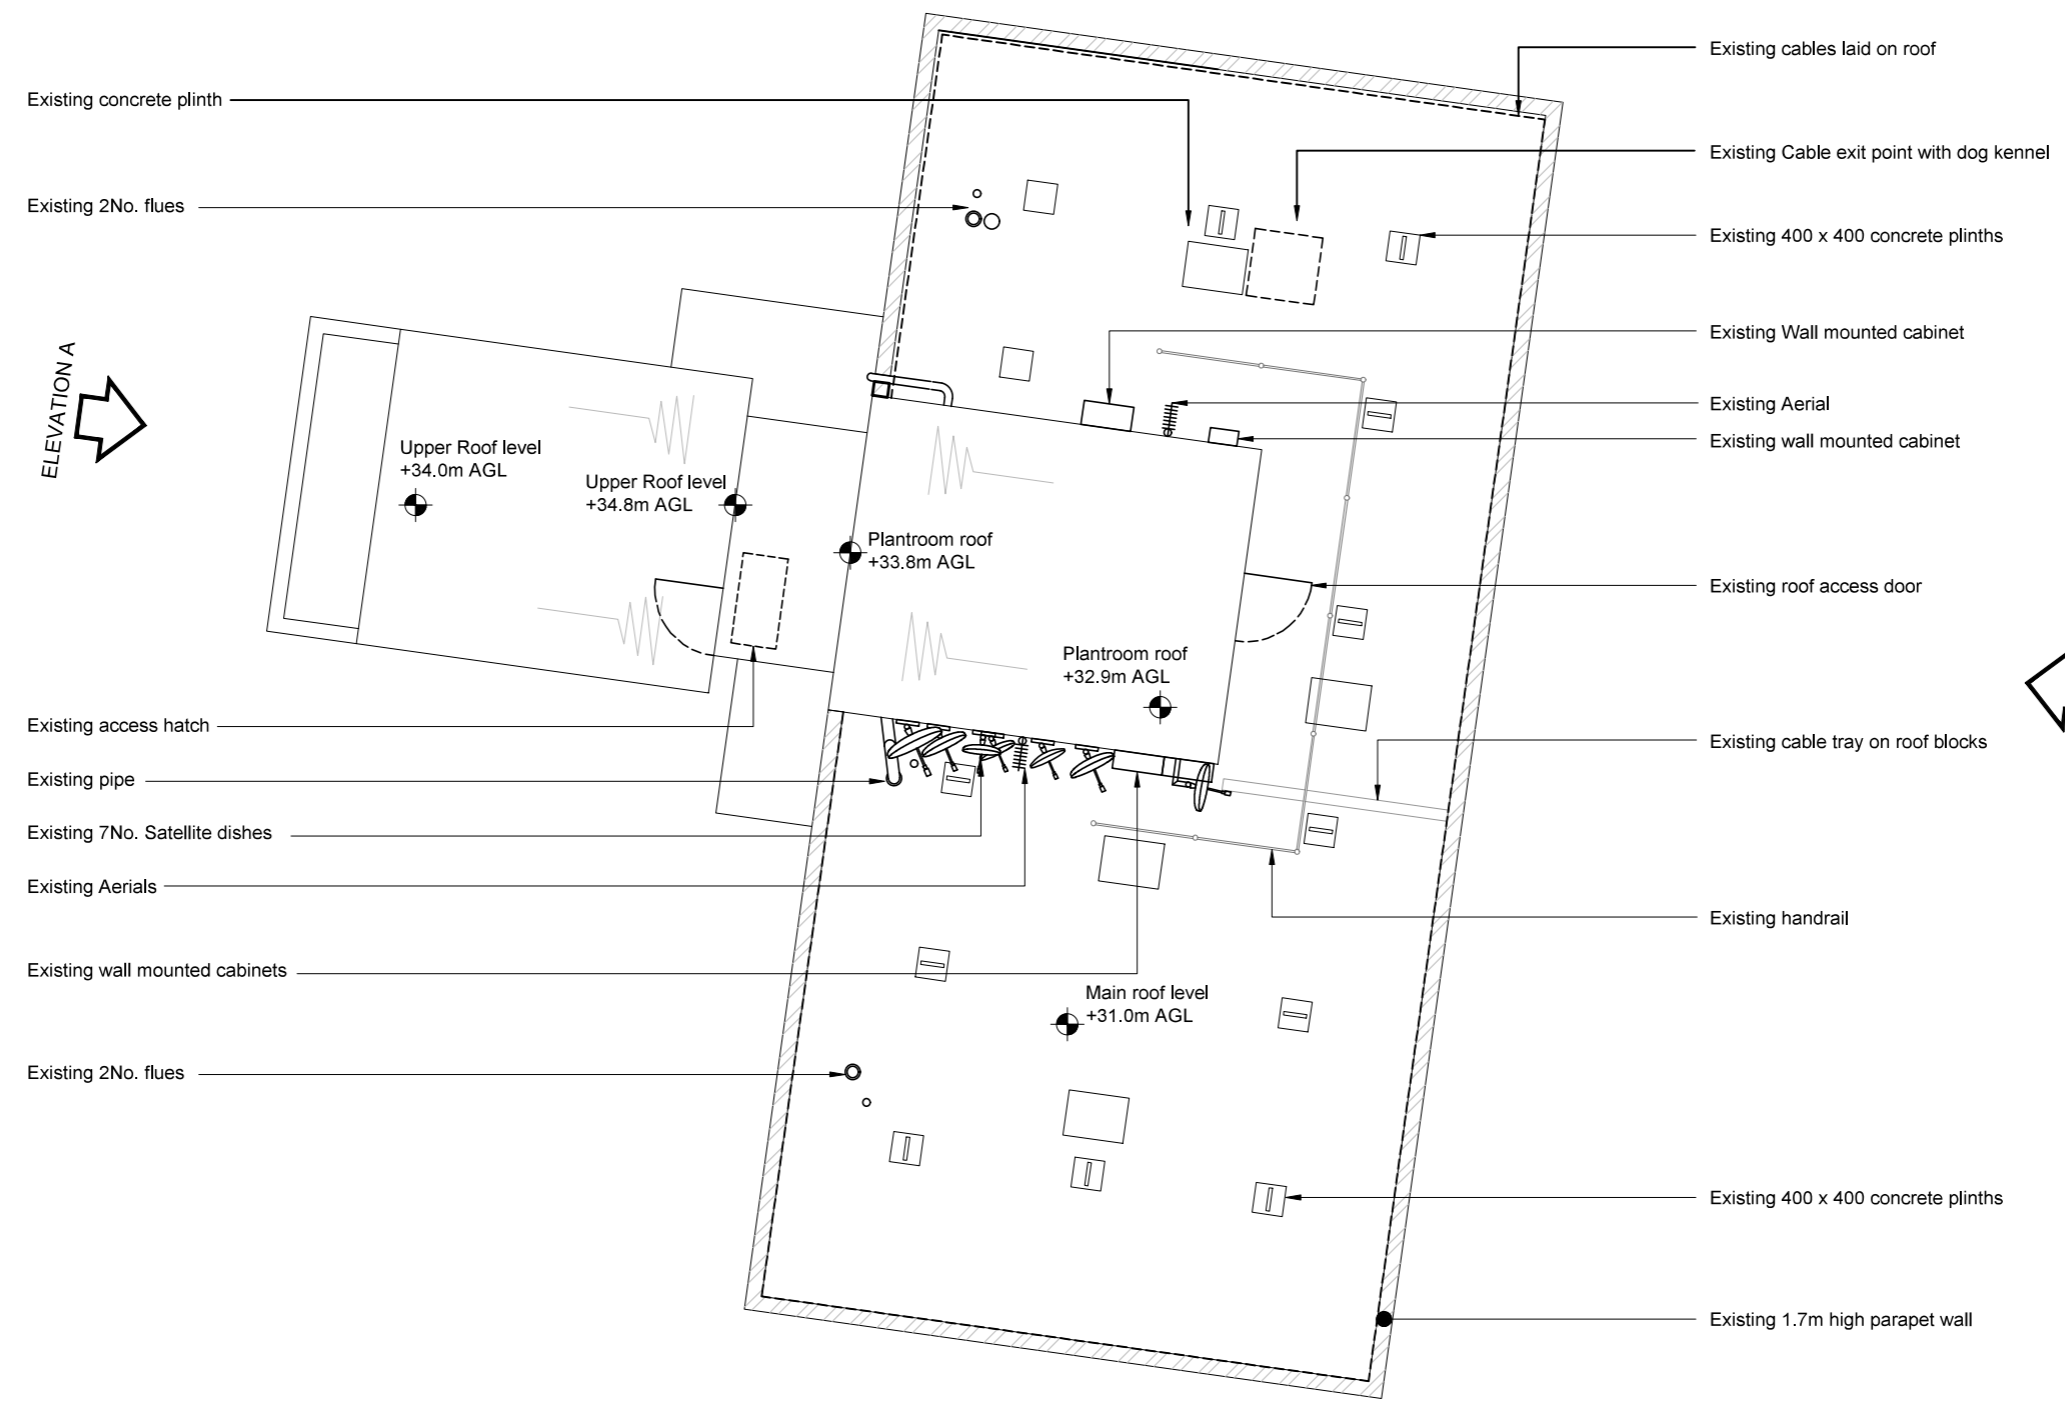 Existing concrete plinth
Existing 2No. flues
ELEVATION A
Upper Roof level
+34.0m AGL
Upper Roof level
+34.8m AGL
Plantroom roof
+33.8m AGL
Plantroom roof
+32.9m AGL
Existing access hatch
Existing pipe
Existing 7No. Satellite dishes
Existing Aerials
Existing wall mounted cabinets
Main roof level
+31.0m AGL
Existing 2No. flues
Existing cables laid on roof
Existing Cable exit point with dog kennel
Existing 400 x 400 concrete plinths
Existing Wall mounted cabinet
Existing Aerial
Existing wall mounted cabinet
Existing roof access door
Existing cable tray on roof blocks
Existing handrail
Existing 400 x 400 concrete plinths
Existing 1.7m high parapet wall